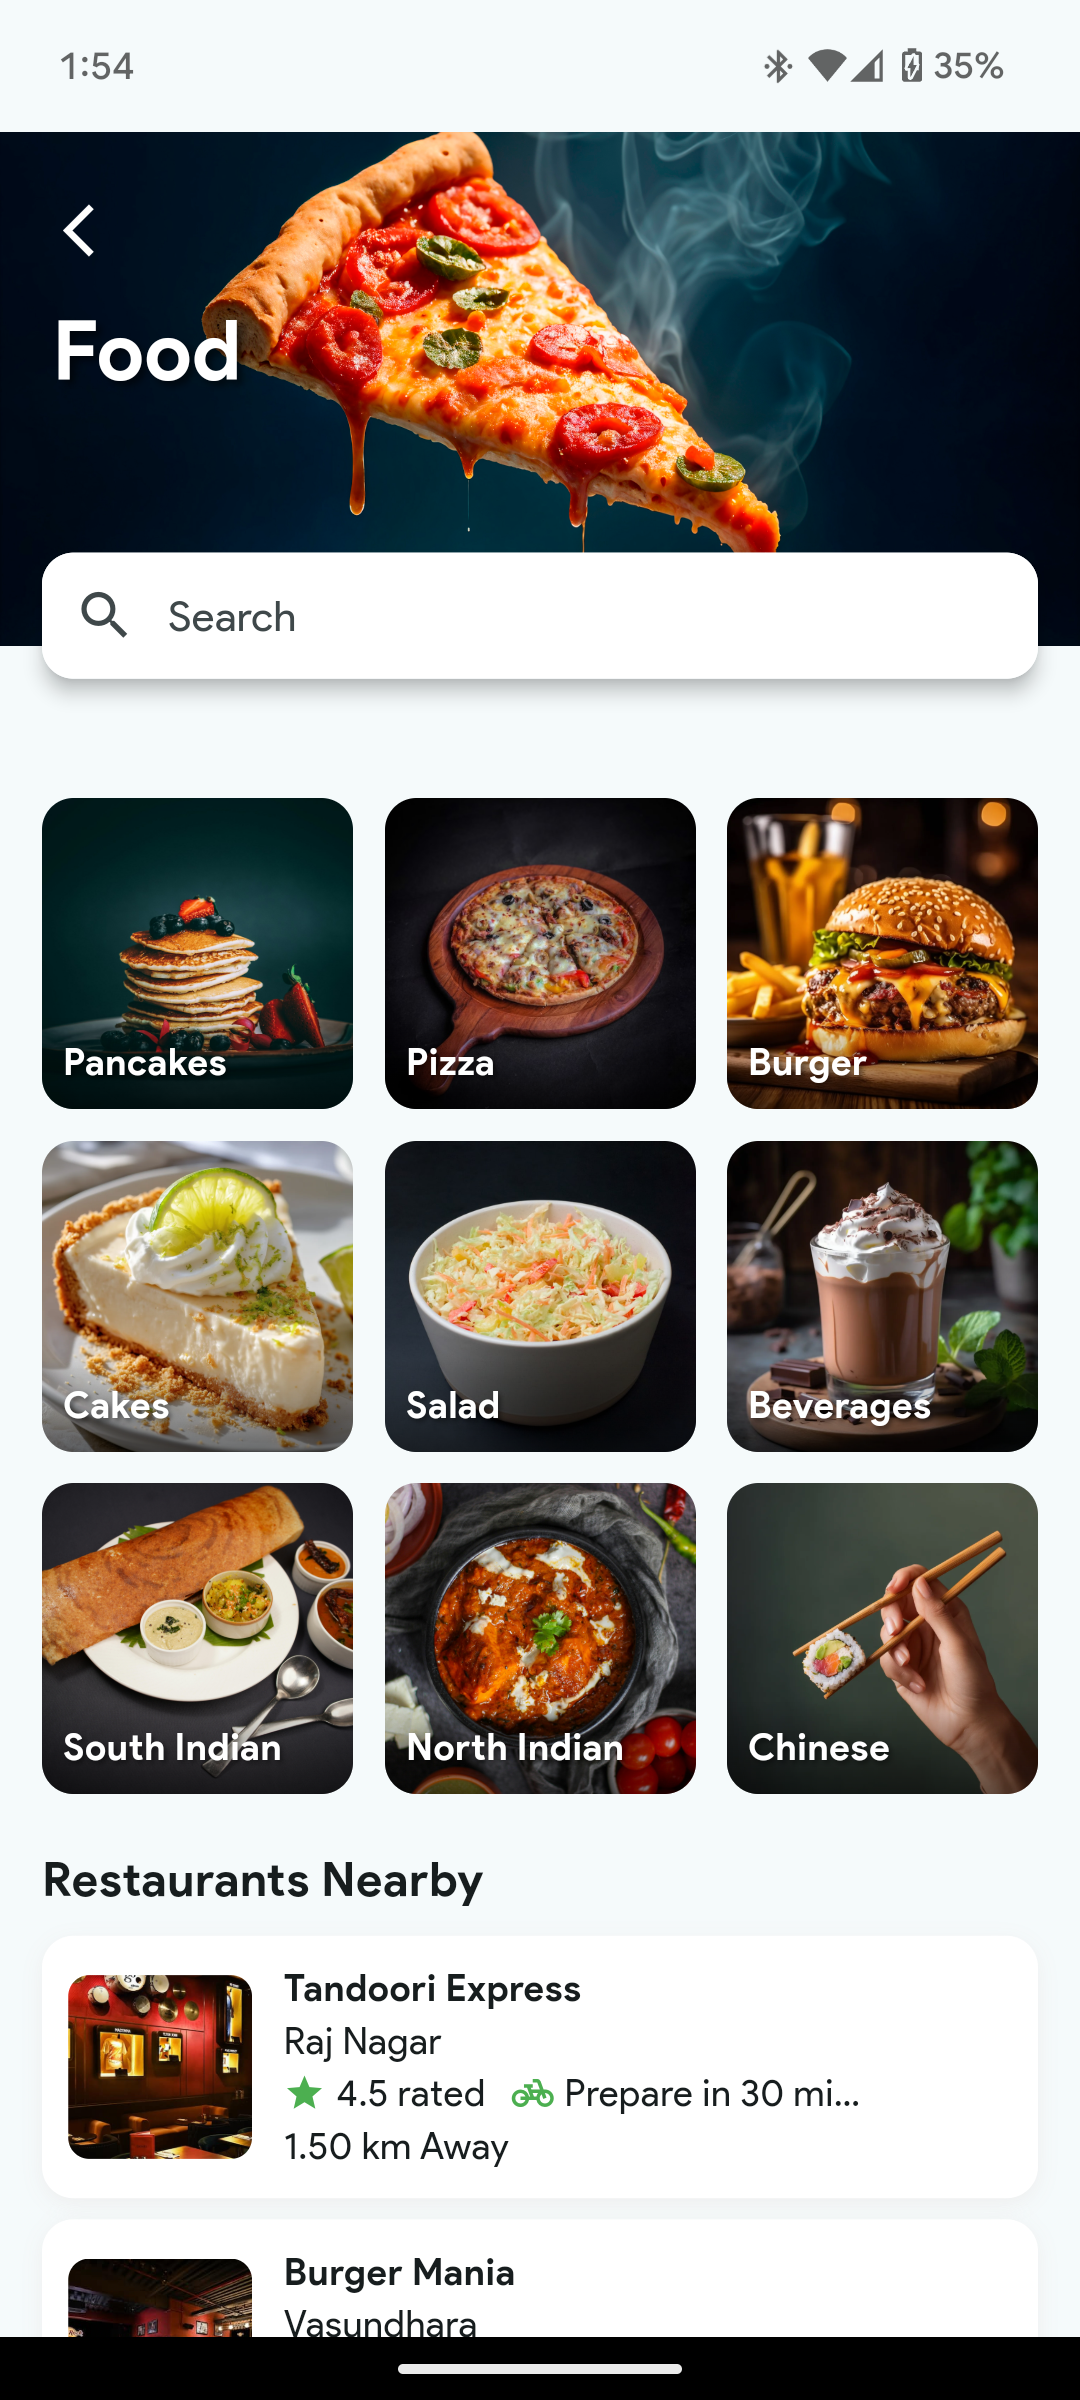 1:54
35%
Food
Search
Pancakes
Pizza
Burger
Cakes
Salad
Beverages
South Indian
North Indian
Chinese
Restaurants Nearby
Tandoori Express
Raj Nagar
4.5 rated Prepare in 30 mi...
1.50 km Away
Burger Mania
Vasundhara